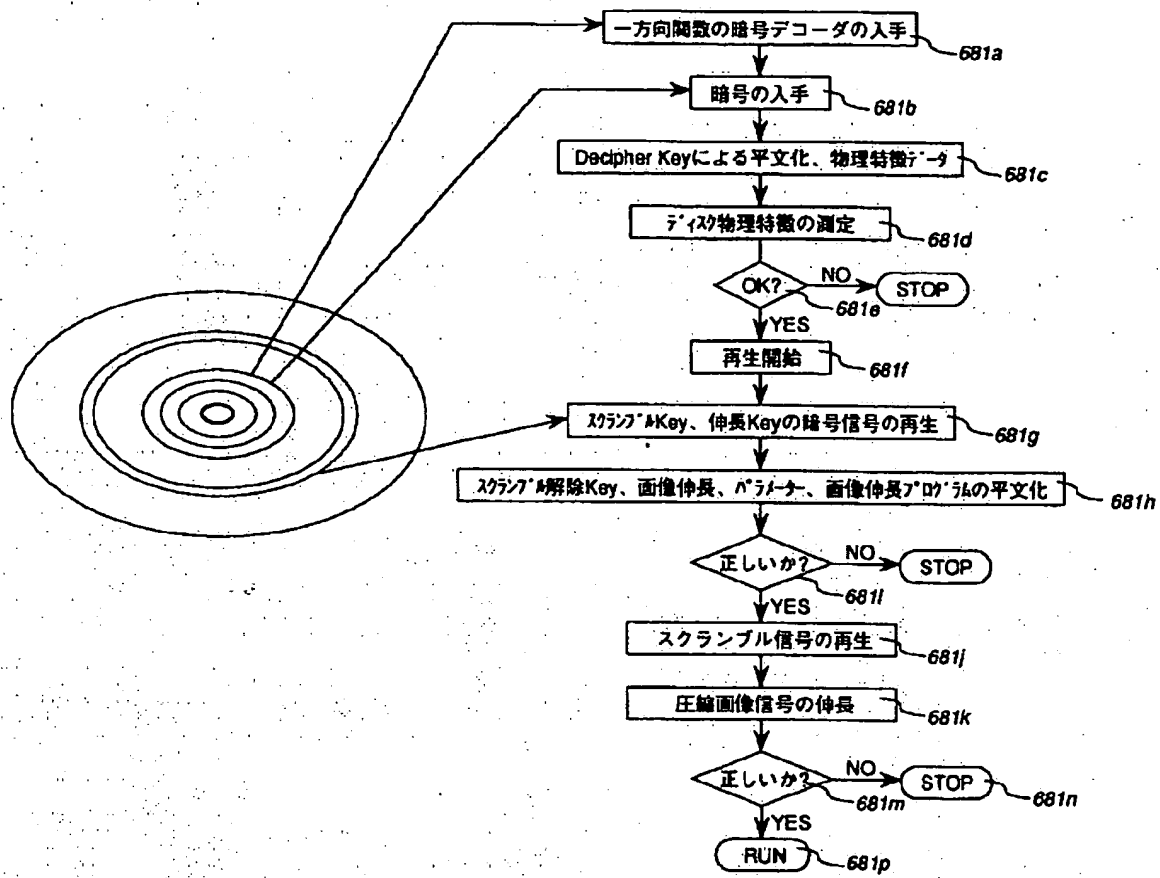 一方向関数の暗号デコーダの入手
681a
暗号の入手
681b
Decipher Keyによる平文化、物理特徴データ
681c
ディスク物理特徴の測定
681d
OK?
NO
STOP
681e
YES
再生開始
681f
スクランブルKey、伸長Keyの暗号信号の再生
681g
スクランブル解除Key、画像伸長、パラメーター、画像伸長プログラムの平文化
681h
正しいか?
NO
STOP
681i
YES
スクランブル信号の再生
681j
圧縮画像信号の伸長
681k
正しいか?
NO
STOP
681n
681m
YES
RUN
681p